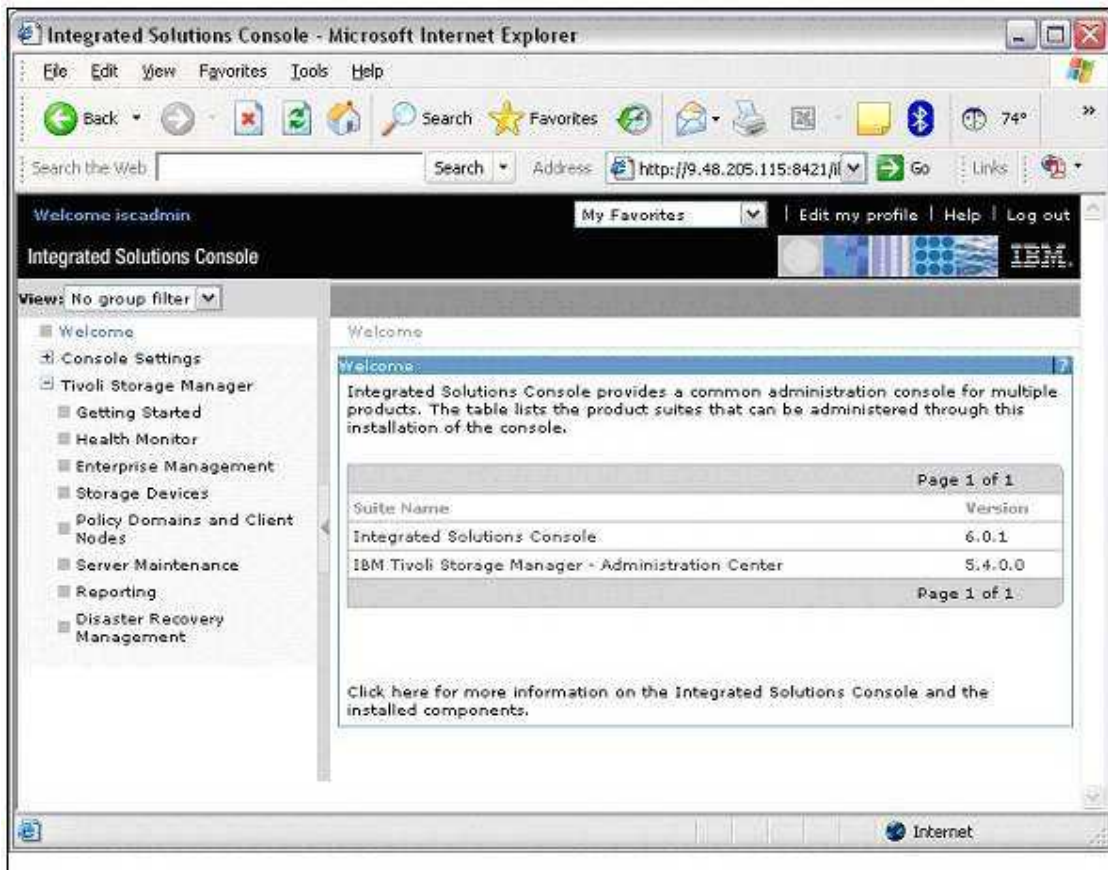 Integrated Solutions Console - Microsoft Internet Explorer
File Edit View Favorites Tools Help
Back Search Favorites 74° »
Search the Web Search Address http://9.48.205.115:8421/il Go Links
Welcome iscadmin My Favorites | Edit my profile | Help | Log out
Integrated Solutions Console IBM.
View: No group filter
Welcome
Console Settings
Tivoli Storage Manager
Getting Started
Health Monitor
Enterprise Management
Storage Devices
Policy Domains and Client
Nodes
Server Maintenance
Reporting
Disaster Recovery
Management
Welcome
Welcome ?
Integrated Solutions Console provides a common administration console for multiple
products. The table lists the product suites that can be administered through this
installation of the console.
Page 1 of 1
Suite Name Version
Integrated Solutions Console 6.0.1
IBM Tivoli Storage Manager - Administration Center 5.4.0.0
Page 1 of 1
Click here for more information on the Integrated Solutions Console and the
installed components.
Internet